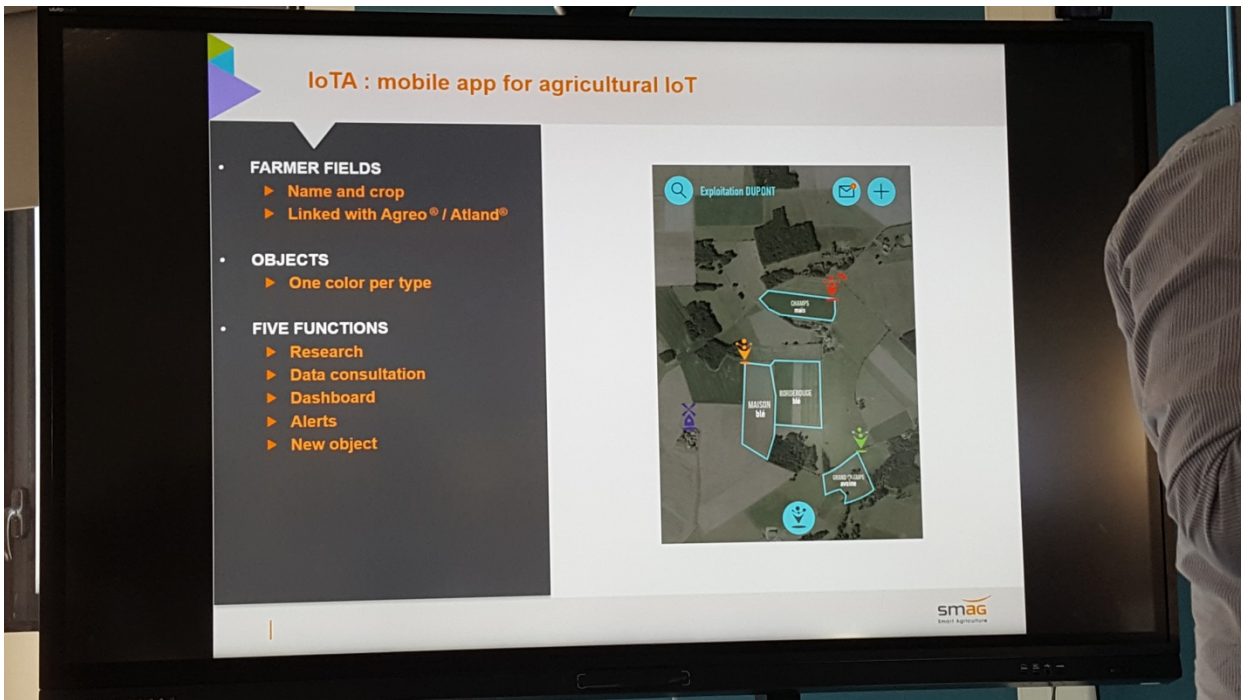 IoTA : mobile app for agricultural IoT
• FARMER FIELDS
Name and crop
Linked with Agreo® / Atland®
• OBJECTS
One color per type
• FIVE FUNCTIONS
Research
Data consultation
Dashboard
Alerts
New object
Exploitation DUPONT
CHAMPS
mais
MAISON
blé
BORDEROUGE
blé
aveine
smag
Smart Agriculture